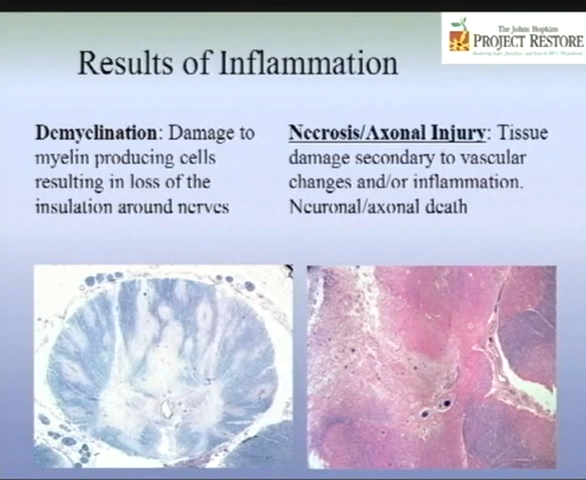 The Johns Hopkins
PROJECT RESTORE
Results of Inflammation
Demyelination: Damage to
myelin producing cells
resulting in loss of the
insulation around nerves
Necrosis/Axonal Injury: Tissue
damage secondary to vascular
changes and/or inflammation.
Neuronal/axonal death